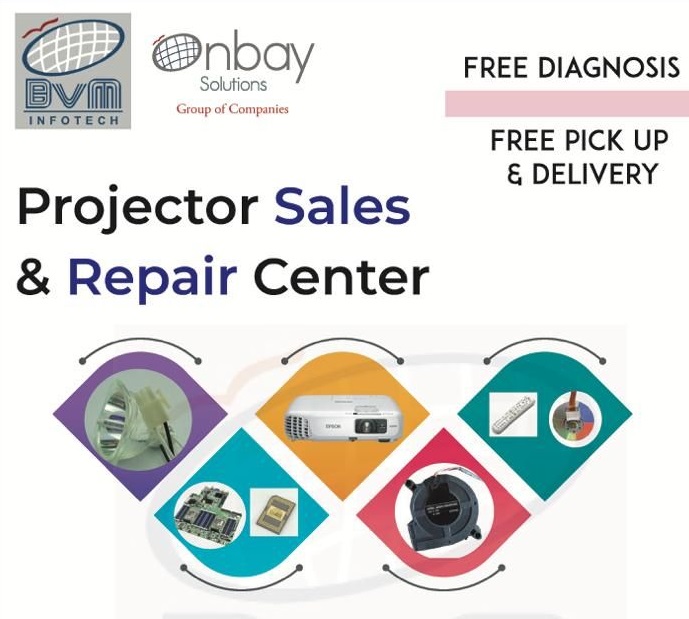 BVM
INFOTECH
Onbay
Solutions
Group of Companies
FREE DIAGNOSIS
FREE PICK UP
& DELIVERY
Projector Sales
& Repair Center
EPSON